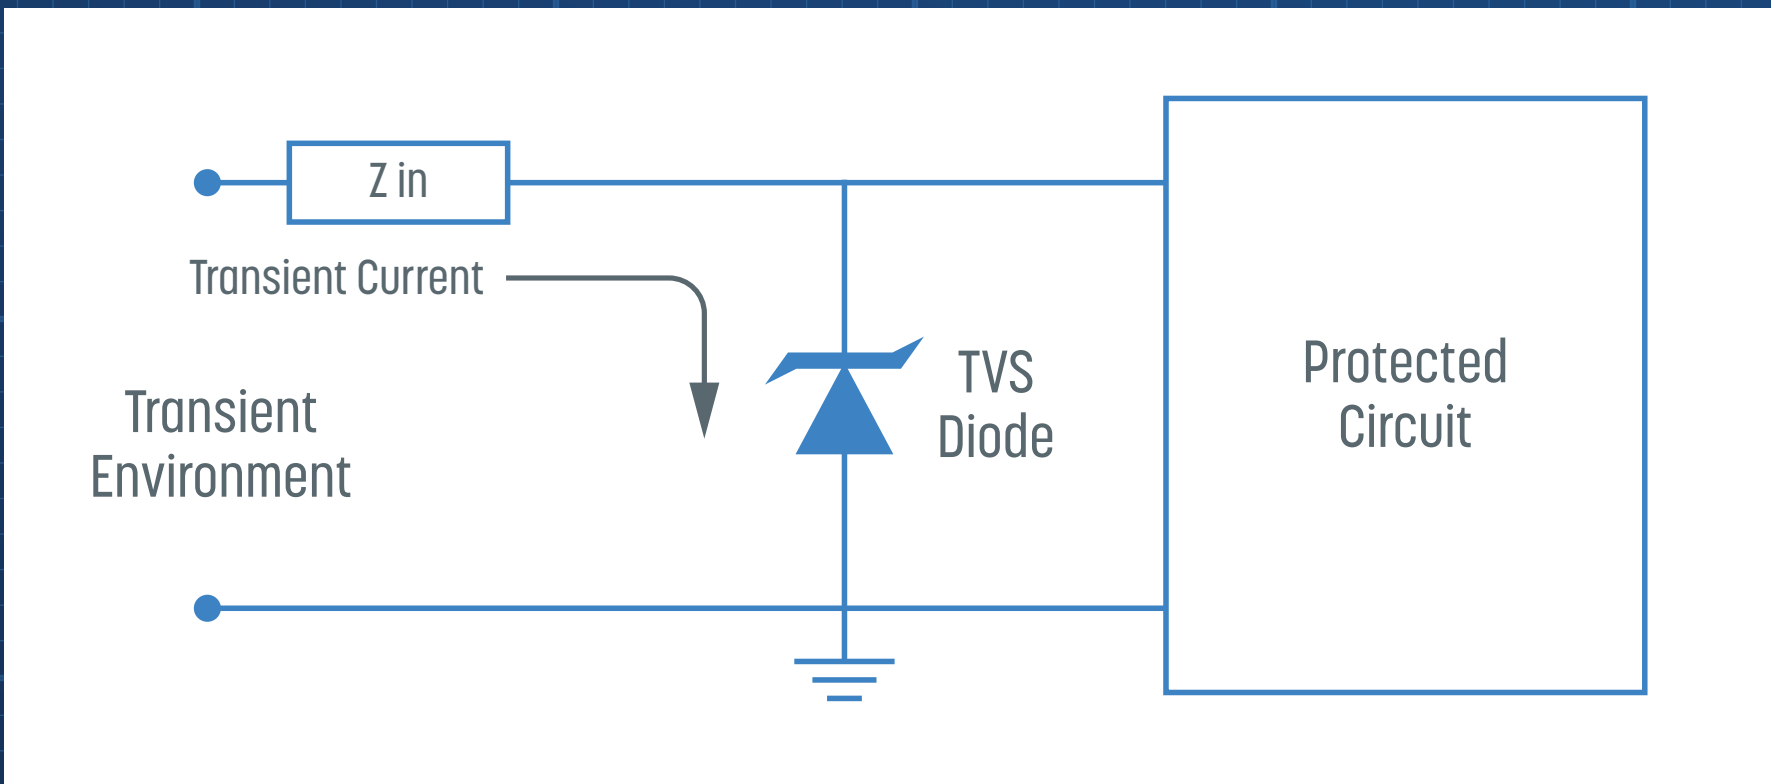 Z in
Transient Current
Transient
Environment
TVS
Diode
Protected
Circuit